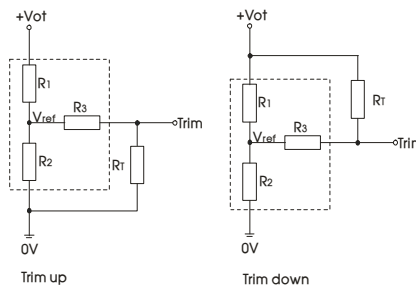 +Vot
R1
R3
Vref
Trim
R2
RT
0V
Trim up
+Vot
R1
RT
R3
Vref
Trim
R2
0V
Trim down